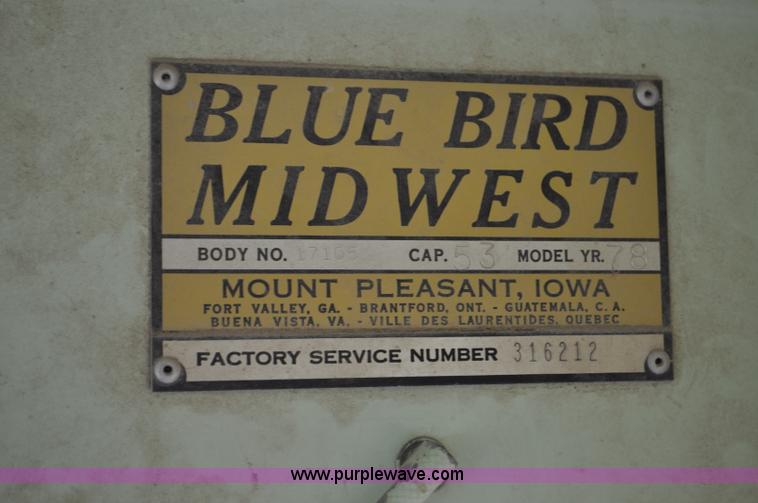 BLUE BIRD
MIDWEST
BODY NO. CAP. 53 MODEL YR. 78
MOUNT PLEASANT, IOWA
FORT VALLEY, GA. - BRANTFORD, ONT. - GUATEMALA, C. A.
BUENA VISTA, VA. - VILLE DES LAURENTIDES, QUEBEC
FACTORY SERVICE NUMBER 316212
www.purplewave.com